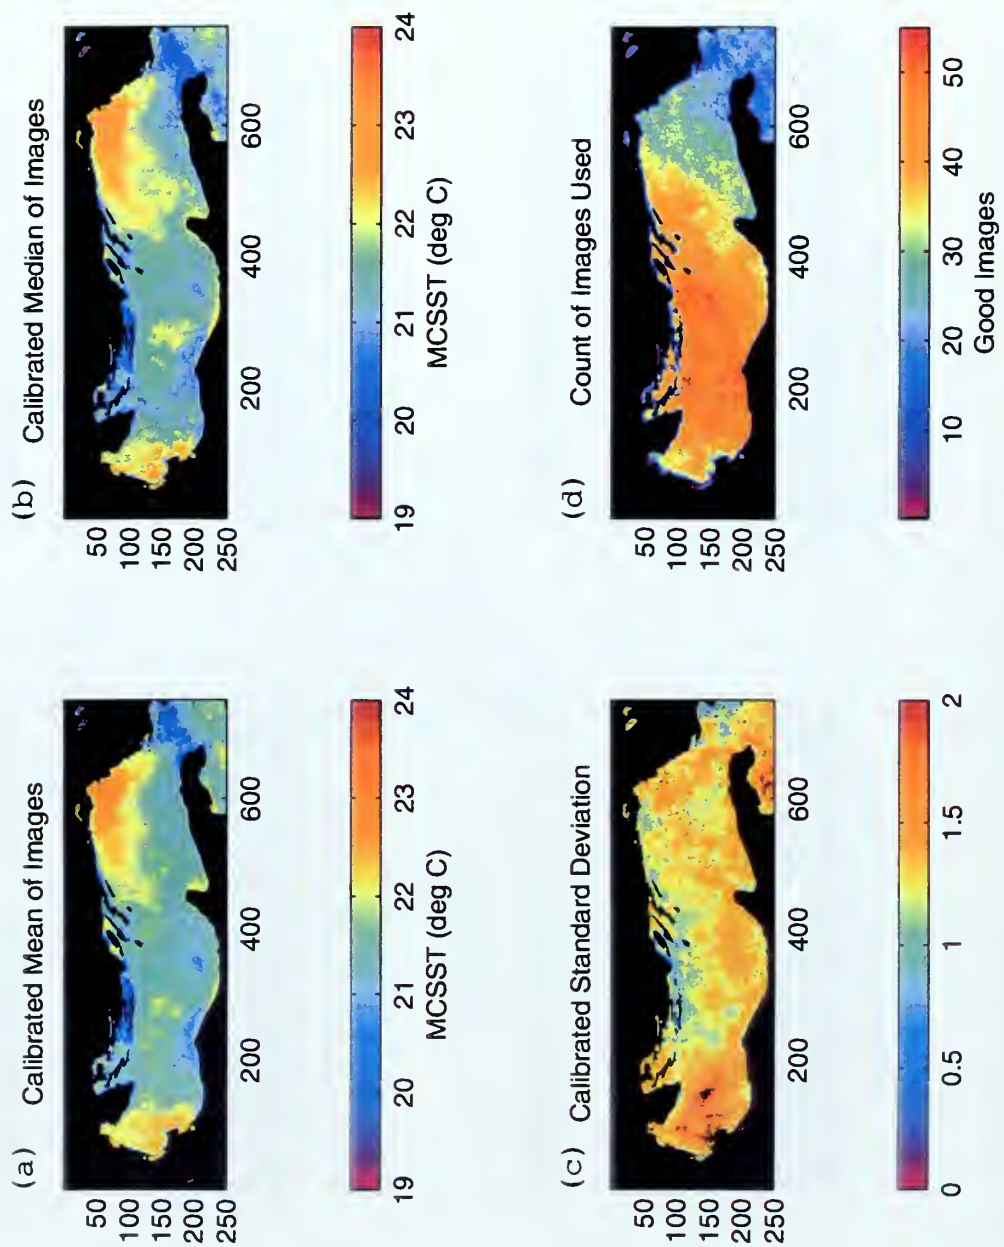 (a) Calibrated Mean of Images
50
100
150
200
250
200 400 600
19 20 21 22 23 24
MCSST (deg C)
(b) Calibrated Median of Images
50
100
150
200
250
200 400 600
19 20 21 22 23 24
MCSST (deg C)
(c) Calibrated Standard Deviation
50
100
150
200
250
200 400 600
0 0.5 1 1.5 2
(d) Count of Images Used
50
100
150
200
250
200 400 600
10 20 30 40 50
Good Images